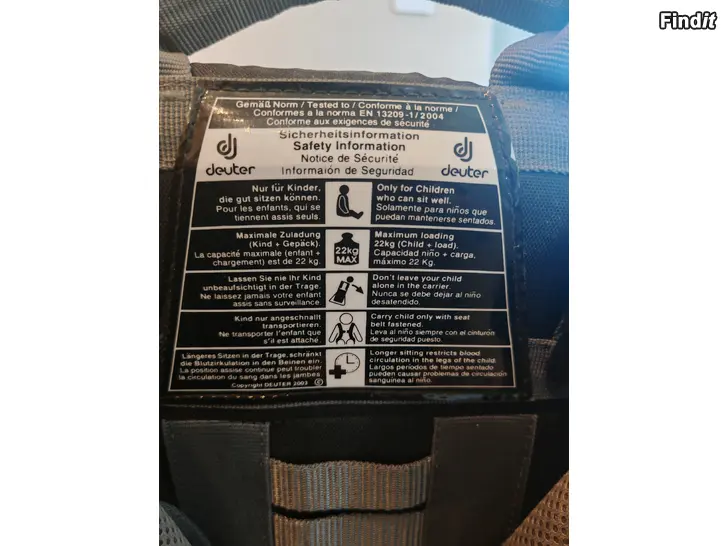 Findit
Gemäß Norm / Tested to / Conforme à la norme /
Conformes a la norma EN 13209-1/2004
Conforme aux exigences de sécurité
Sicherheitsinformation
Safety Information
Notice de Sécurité
Informaión de Seguridad
deuter
deuter
Nur für Kinder,
die gut sitzen können.
Pour les enfants, qui se
tiennent assis seuls.
Only for Children
who can sit well.
Solamente para niños que
puedan mantenerse sentados.
Maximale Zuladung
(Kind + Gepäck).
La capacité maximale (enfant +
chargement) est de 22 kg.
22kg
MAX
Maximum loading
22kg (Child + load).
Capacidad niño + carga,
máximo 22 Kg.
Lassen Sie nie Ihr Kind
unbeaufsichtigt in der Trage.
Ne laissez jamais votre enfant
assis sans surveillance.
Don't leave your child
alone in the carrier.
Nunca se debe dejar al niño
desatendido.
Kind nur angeschnallt
transportieren.
Ne transporter l'enfant que
s'il est attaché.
Carry child only with seat
belt fastened.
Leva al niño siempre con el cinturón
de seguridad puesto.
Längeres Sitzen in der Trage, schränkt
die Blutzirkulation in den Beinen ein.
La position assise continue peut troubler
la circulation du sang dans les jambes
Copyright DEUTER 2003 ©
Longer sitting restricts blood
circulation in the legs of the child.
Largos periodos de tiempo sentado
pueden causar problemas de circulación
sanguínea al niño.